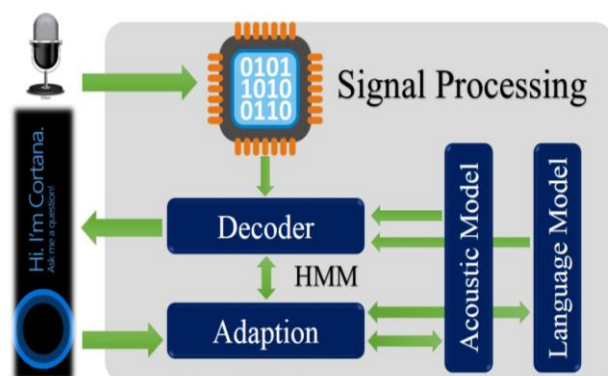 0101
1010
0110
Signal Processing
Hi. I'm Cortana.
Ask me a question!
Decoder
HMM
Adaption
Acoustic Model
Language Model